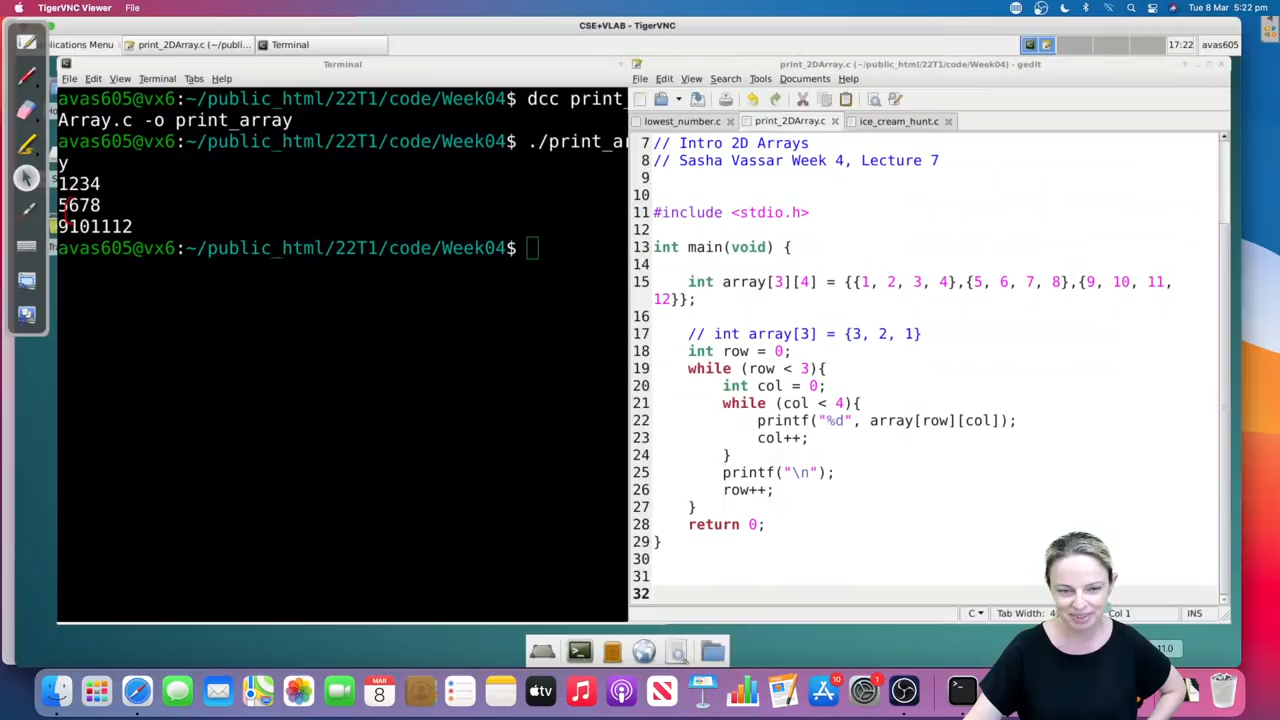 TigerVNC Viewer File Tue 8 Mar 5:22 pm
CSE+VLAB - TigerVNC
plications Menu print_2DArray.c (~/publi... Terminal 17:22 avas605
Terminal
File Edit View Terminal Tabs Help
avas605@vx6:~/public_html/22T1/code/Week04$ dcc print_
Array.c -o print_array
avas605@vx6:~/public_html/22T1/code/Week04$ ./print_ar
y
1234
5678
9101112
avas605@vx6:~/public_html/22T1/code/Week04$
print_2DArray.c (~/public_html/22T1/code/Week04) - gedit
File Edit View Search Tools Documents Help
lowest_number.c print_2DArray.c ice_cream_hunt.c
7 // Intro 2D Arrays
8 // Sasha Vassar Week 4, Lecture 7
9
10
11 #include <stdio.h>
12
13 int main(void) {
14
15 int array[3][4] = {{1, 2, 3, 4},{5, 6, 7, 8},{9, 10, 11,
12}};
16
17 // int array[3] = {3, 2, 1}
18 int row = 0;
19 while (row < 3){
20 int col = 0;
21 while (col < 4){
22 printf("%d", array[row][col]);
23 col++;
24 }
25 printf("\n");
26 row++;
27 }
28 return 0;
29 }
30
31
32
C Tab Width: 4 Col 1 INS
11.0
MAR
8
tv
10
1